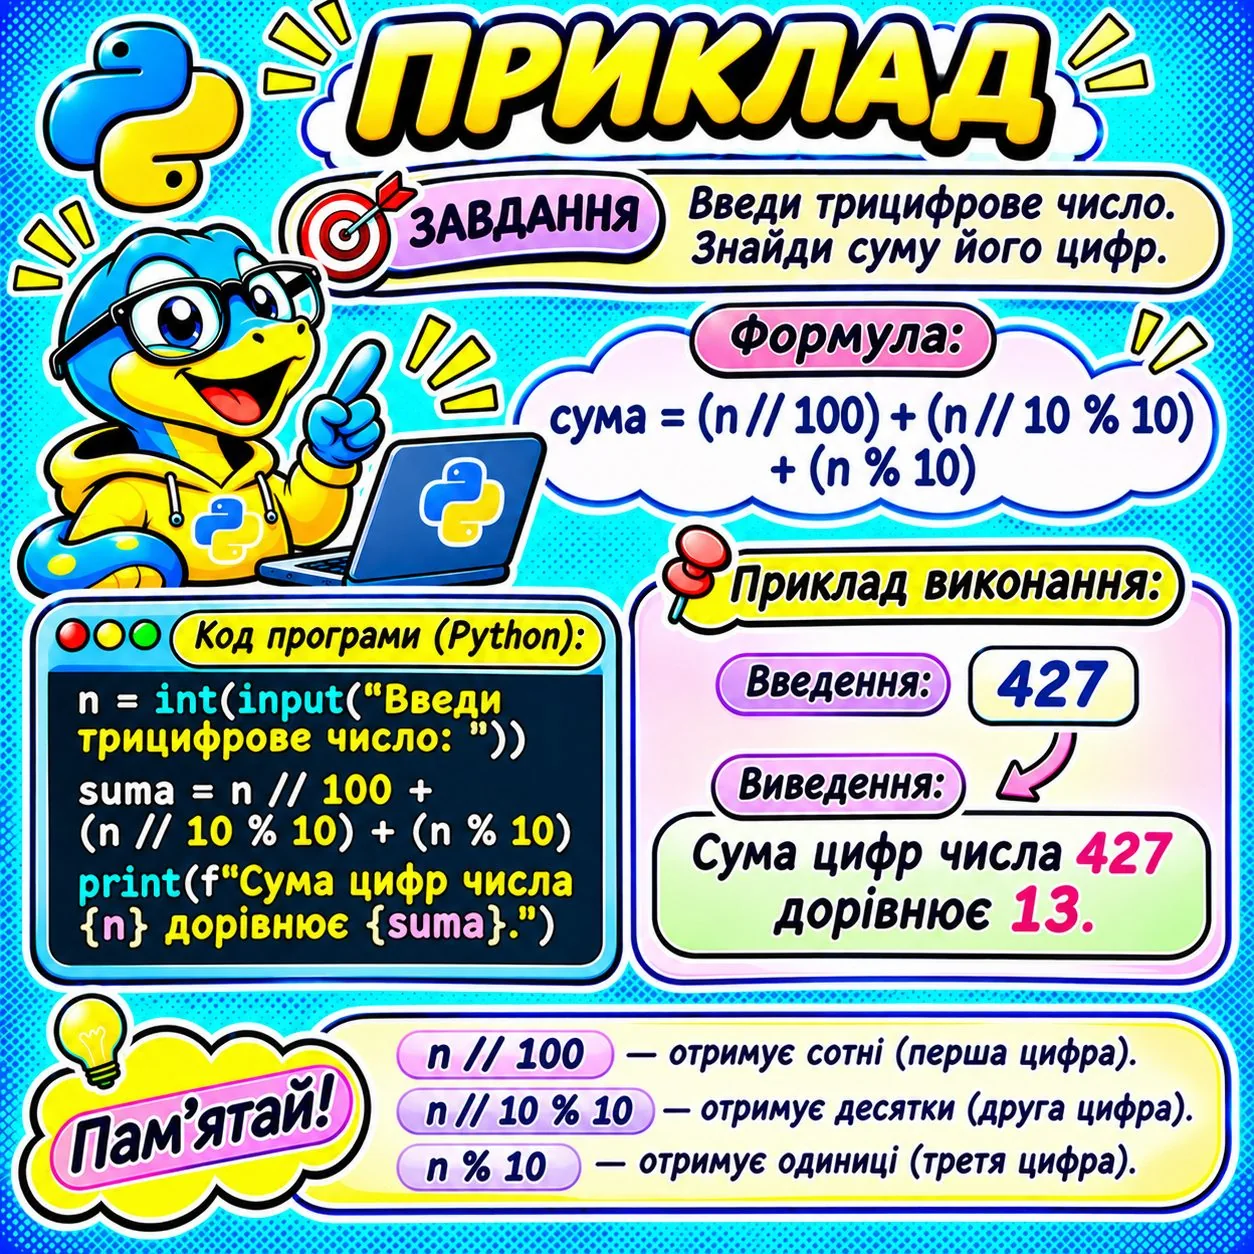 ПРИКЛАД
ЗАВДАННЯ
Введи трицифрове число.
Знайди суму його цифр.
Формула:
сума = (n // 100) + (n // 10 % 10)
+ (n % 10)
Код програми (Python):
n = int(input(“Введи
трицифрове число: ”))
suma = n // 100 +
(n // 10 % 10) + (n % 10)
print(f“Сума цифр числа
{n} дорівнює {suma}.”)
Приклад виконання:
Введення: 427
Виведення:
Сума цифр числа 427
дорівнює 13.
Пам’ятай!
n // 100 — отримує сотні (перша цифра).
n // 10 % 10 — отримує десятки (друга цифра).
n % 10 — отримує одиниці (третя цифра).